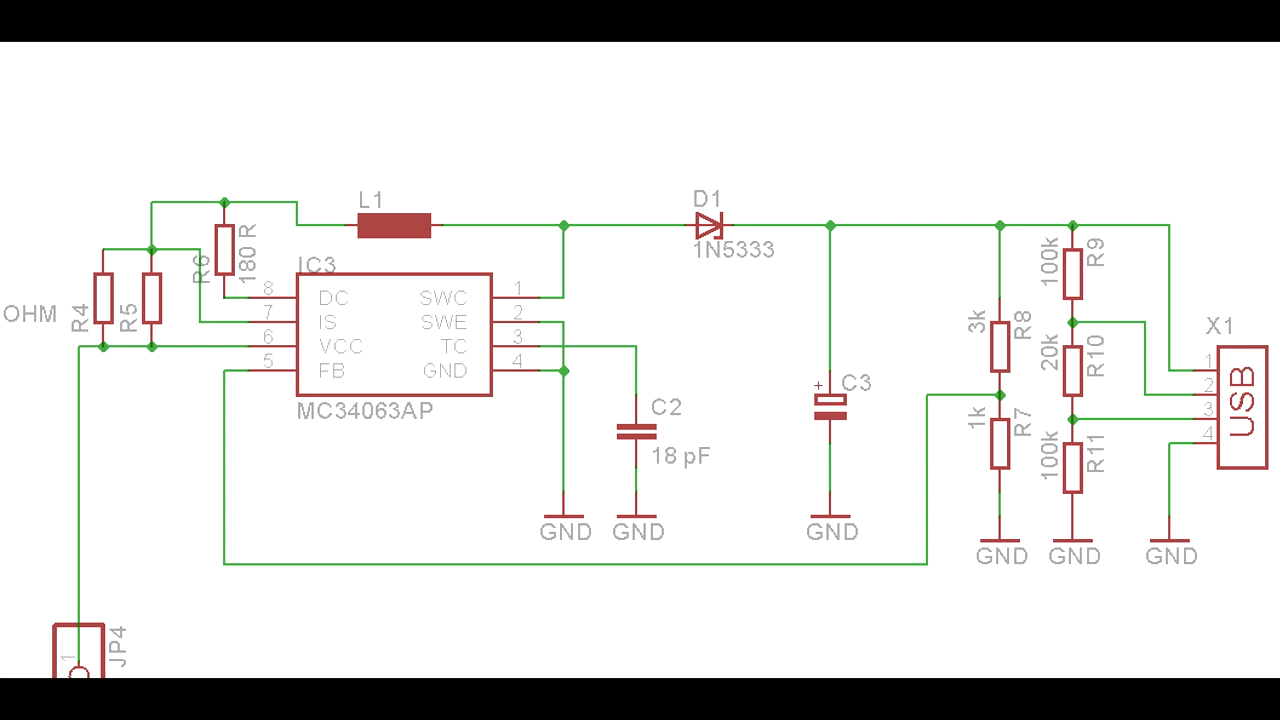 L1
D1
1N5333
R6
180 R
IC3
OHM
R4
R5
8
7
6
5
DC
IS
VCC
FB
SWC
SWE
TC
GND
1
2
3
4
MC34063AP
C2
18 pF
C3
+
3k
R8
1k
R7
100k
R9
20k
R10
100k
R11
X1
1
2
3
4
USB
GND
GND
GND
GND
GND
GND
JP4
1